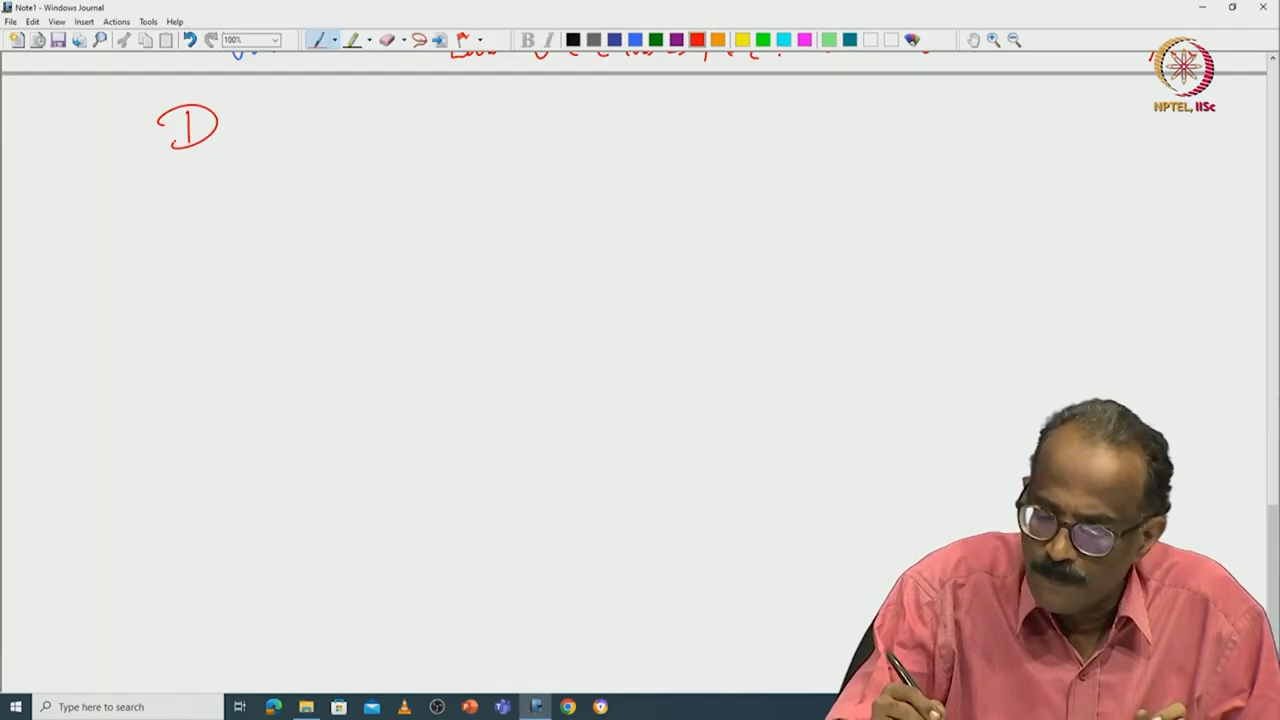 Note1 - Windows Journal
File Edit View Insert Actions Tools Help
100%
B I
NPTEL, IISc
D
Type here to search